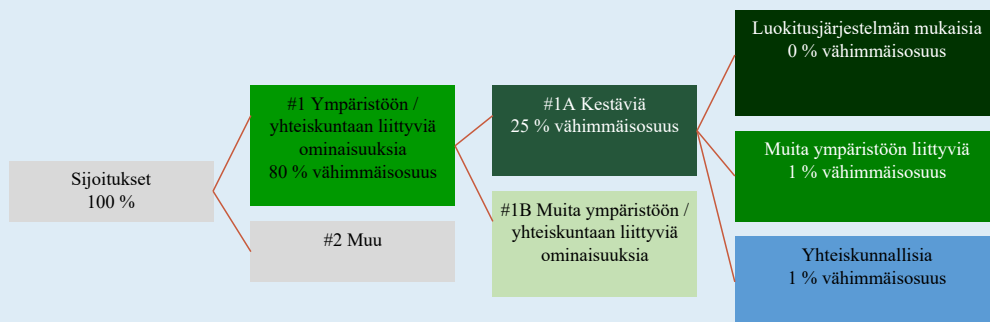 Sijoitukset
100 %
#1 Ympäristöön /
yhteiskuntaan liittyviä
ominaisuuksia
80 % vähimmäisosuus
#2 Muu
#1A Kestäviä
25 % vähimmäisosuus
#1B Muita ympäristöön /
yhteiskuntaan liittyviä
ominaisuuksia
Luokitusjärjestelmän mukaisia
0 % vähimmäisosuus
Muita ympäristöön liittyviä
1 % vähimmäisosuus
Yhteiskunnallisia
1 % vähimmäisosuus